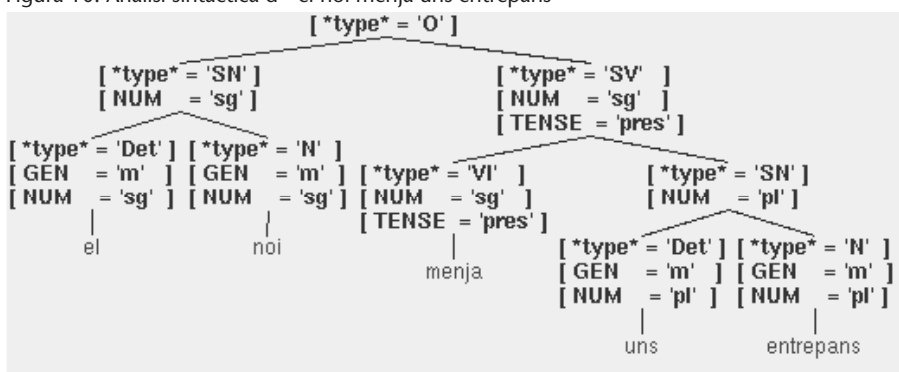 [ *type* = 'O' ]
[ *type* = 'SN' ] [ *type* = 'SV' ]
[ NUM = 'sg' ] [ NUM = 'sg' ]
[ TENSE = 'pres' ]
[ *type* = 'Det' ] [ *type* = 'N' ]
[ GEN = 'm' ] [ GEN = 'm' ] [ *type* = 'VI' ] [ *type* = 'SN' ]
[ NUM = 'sg' ] [ NUM = 'sg' ] [ NUM = 'sg' ] [ NUM = 'pl' ]
[ TENSE = 'pres' ]
el noi
menja
[ *type* = 'Det' ] [ *type* = 'N' ]
[ GEN = 'm' ] [ GEN = 'm' ]
[ NUM = 'pl' ] [ NUM = 'pl' ]
uns entrepans